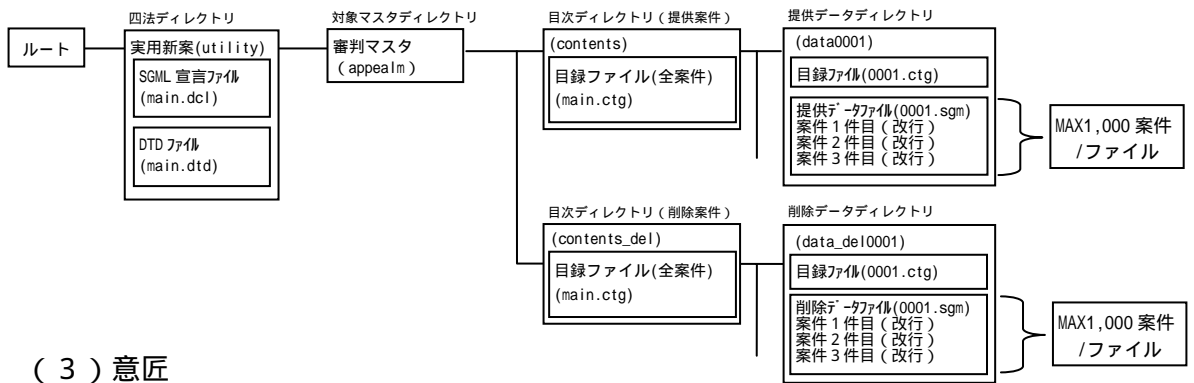 四法ディレクトリ
対象マスタディレクトリ
目次ディレクトリ(提供案件)
提供データディレクトリ
ルート
実用新案(utility)
SGML 宣言ファイル
(main.dcl)
DTD ファイル
(main.dtd)
審判マスタ
(appealm)
(contents)
目録ファイル(全案件)
(main.ctg)
(data0001)
目録ファイル(0001.ctg)
提供データファイル(0001.sgm)
案件1件目(改行)
案件2件目(改行)
案件3件目(改行)
MAX1,000 案件
/ファイル
目次ディレクトリ(削除案件)
削除データディレクトリ
(contents_del)
目録ファイル(全案件)
(main.ctg)
(data_del0001)
目録ファイル(0001.ctg)
削除データファイル(0001.sgm)
案件1件目(改行)
案件2件目(改行)
案件3件目(改行)
MAX1,000 案件
/ファイル
(3)意匠